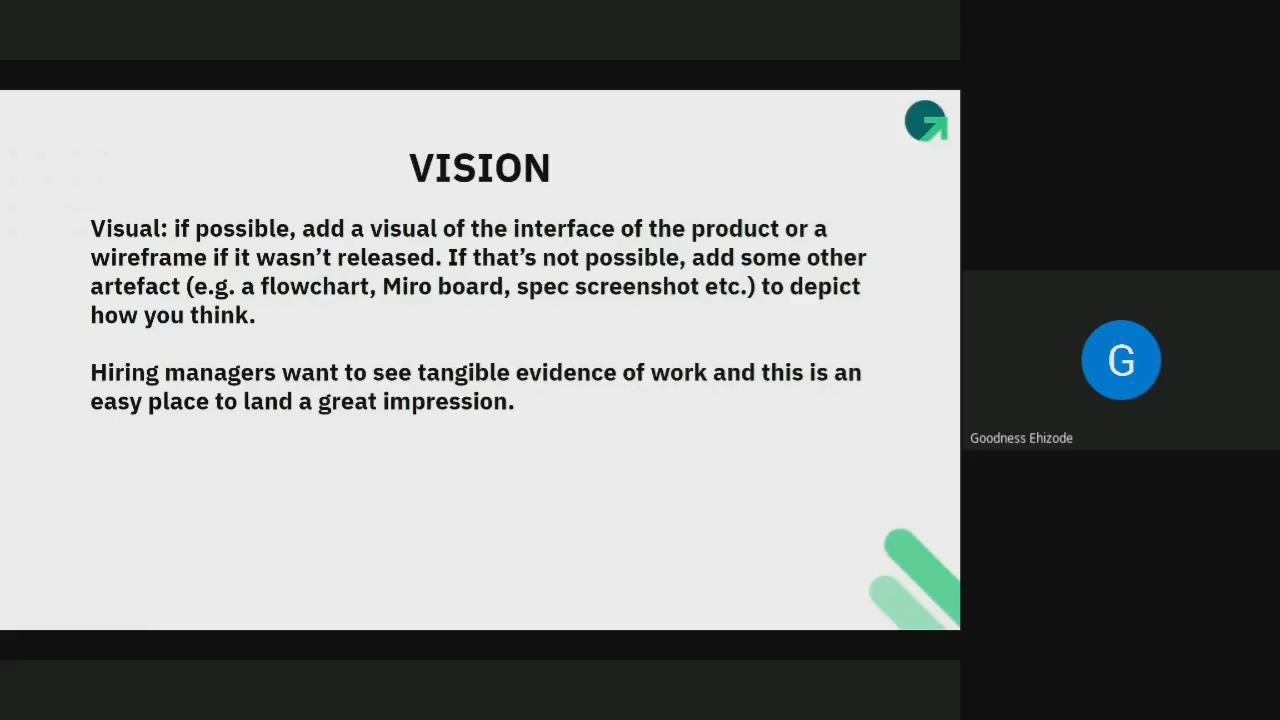 VISION
Visual: if possible, add a visual of the interface of the product or a
wireframe if it wasn’t released. If that’s not possible, add some other
artefact (e.g. a flowchart, Miro board, spec screenshot etc.) to depict
how you think.
Hiring managers want to see tangible evidence of work and this is an
easy place to land a great impression.
G
Goodness Ehizode